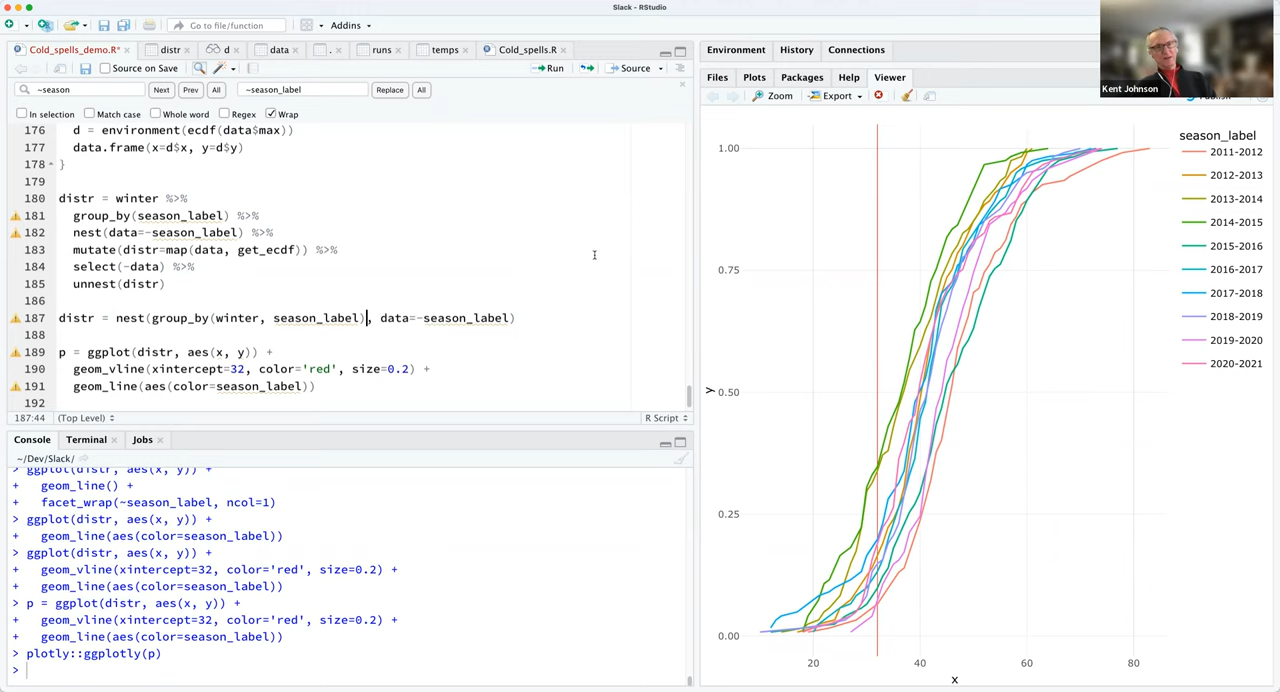 Slack - RStudio
Go to file/function
Addins
Cold_spells_demo.R*
distr
d
data
.
runs
temps
Cold_spells.R
Source on Save
Run
Source
~season
Next
Prev
All
~season_label
Replace
All
In selection
Match case
Whole word
Regex
Wrap
176 d = environment(ecdf(data$max))
177 data.frame(x=d$x, y=d$y)
178 }
179
180 distr = winter %>%
181 group_by(season_label) %>%
182 nest(data=-season_label) %>%
183 mutate(distr=map(data, get_ecdf)) %>%
184 select(-data) %>%
185 unnest(distr)
186
187 distr = nest(group_by(winter, season_label), data=-season_label)
188
189 p = ggplot(distr, aes(x, y)) +
190 geom_vline(xintercept=32, color='red', size=0.2) +
191 geom_line(aes(color=season_label))
192
187:44 (Top Level) R Script
Console Terminal Jobs
~/Dev/Slack/
> ggplot(distr, aes(x, y)) +
+ geom_line() +
+ facet_wrap(~season_label, ncol=1)
> ggplot(distr, aes(x, y)) +
+ geom_line(aes(color=season_label))
> ggplot(distr, aes(x, y)) +
+ geom_vline(xintercept=32, color='red', size=0.2) +
+ geom_line(aes(color=season_label))
> p = ggplot(distr, aes(x, y)) +
+ geom_vline(xintercept=32, color='red', size=0.2) +
+ geom_line(aes(color=season_label))
> plotly::ggplotly(p)
>
Environment History Connections
Files Plots Packages Help Viewer
Zoom Export
Kent Johnson
season_label
2011-2012
2012-2013
2013-2014
2014-2015
2015-2016
2016-2017
2017-2018
2018-2019
2019-2020
2020-2021
1.00
0.75
0.50
0.25
0.00
y
20 40 60 80
x